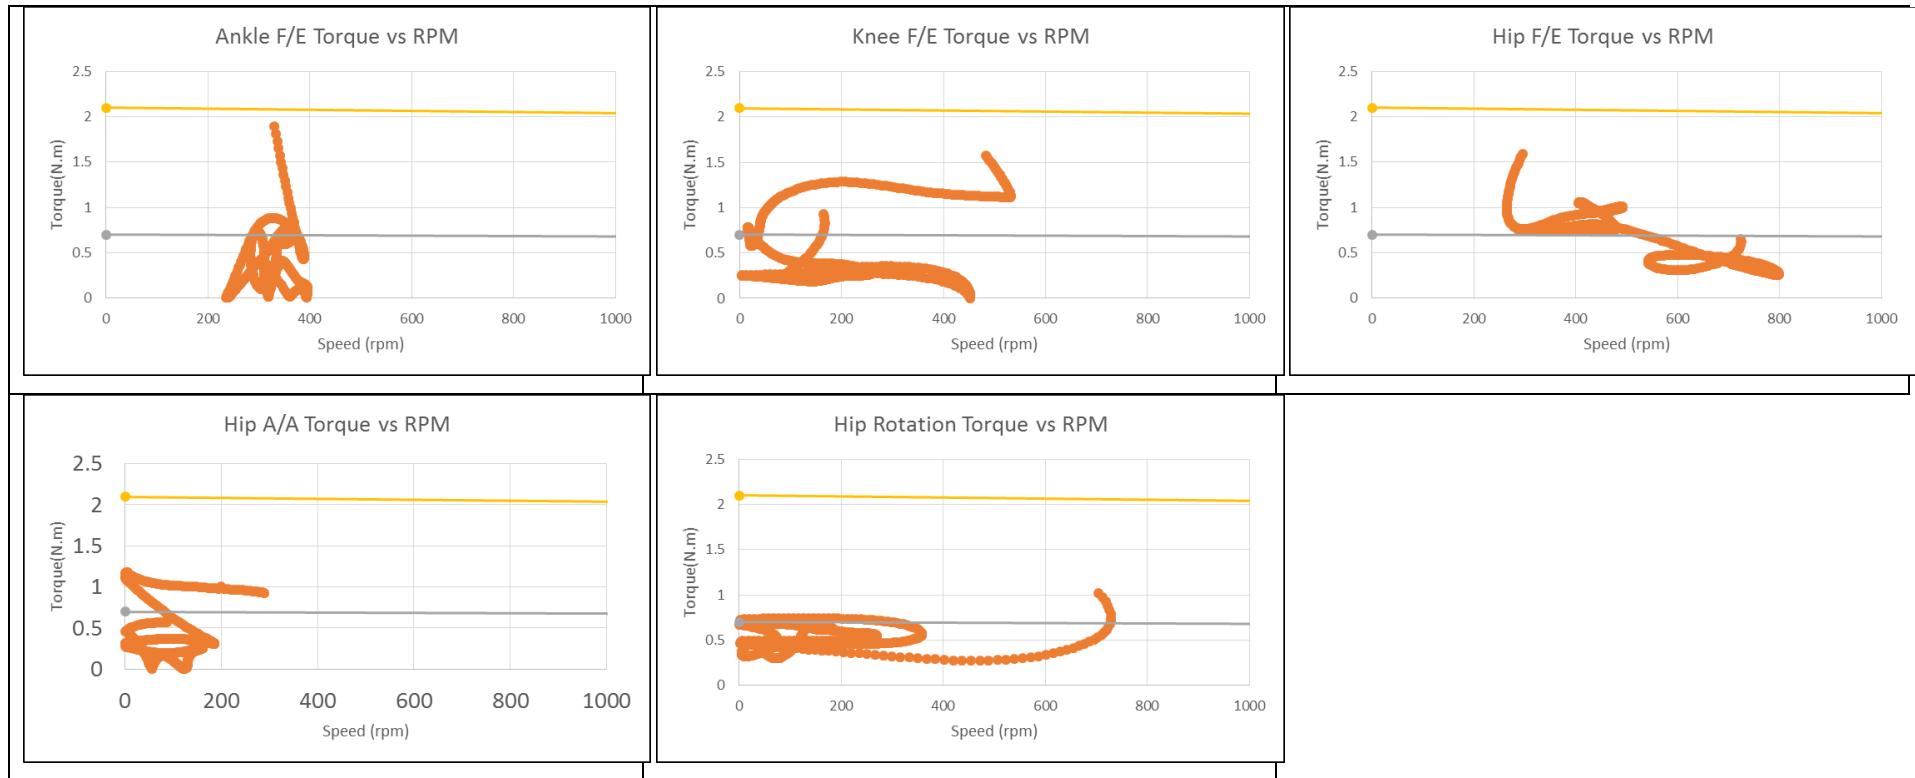 Ankle F/E Torque vs RPM
2.5
2
1.5
1
0.5
0
Torque(N.m)
0 200 400 600 800 1000
Speed (rpm)
Knee F/E Torque vs RPM
2.5
2
1.5
1
0.5
0
Torque(N.m)
0 200 400 600 800 1000
Speed (rpm)
Hip F/E Torque vs RPM
2.5
2
1.5
1
0.5
0
Torque(N.m)
0 200 400 600 800 1000
Speed (rpm)
Hip A/A Torque vs RPM
2.5
2
1.5
1
0.5
0
Torque(N.m)
0 200 400 600 800 1000
Speed (rpm)
Hip Rotation Torque vs RPM
2.5
2
1.5
1
0.5
0
Torque(N.m)
0 200 400 600 800 1000
Speed (rpm)